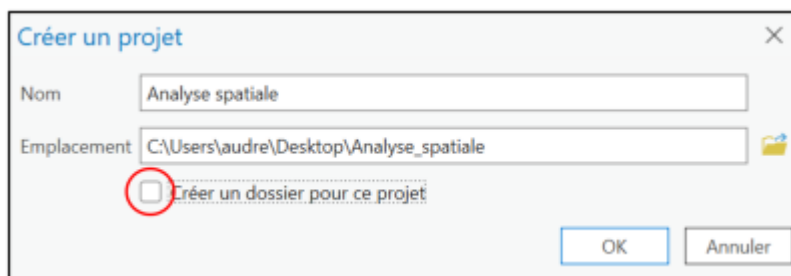 Créer un projet
Nom Analyse spatiale
Emplacement C:\Users\audre\Desktop\Analyse_spatiale
Créer un dossier pour ce projet
OK Annuler